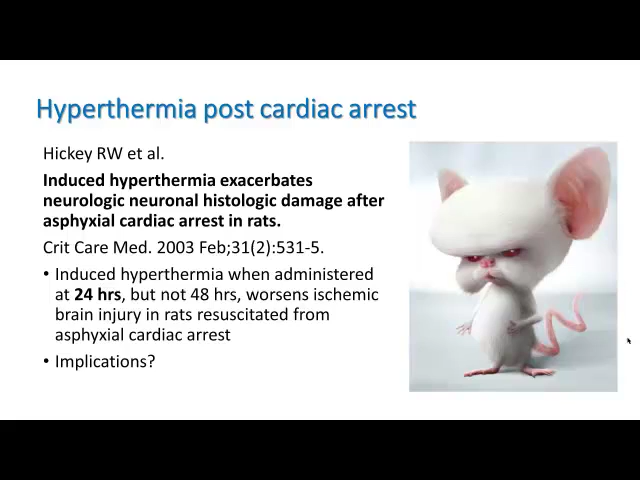 Hyperthermia post cardiac arrest
Hickey RW et al.
Induced hyperthermia exacerbates
neurologic neuronal histologic damage after
asphyxial cardiac arrest in rats.
Crit Care Med. 2003 Feb;31(2):531-5.
• Induced hyperthermia when administered
at 24 hrs, but not 48 hrs, worsens ischemic
brain injury in rats resuscitated from
asphyxial cardiac arrest
• Implications?